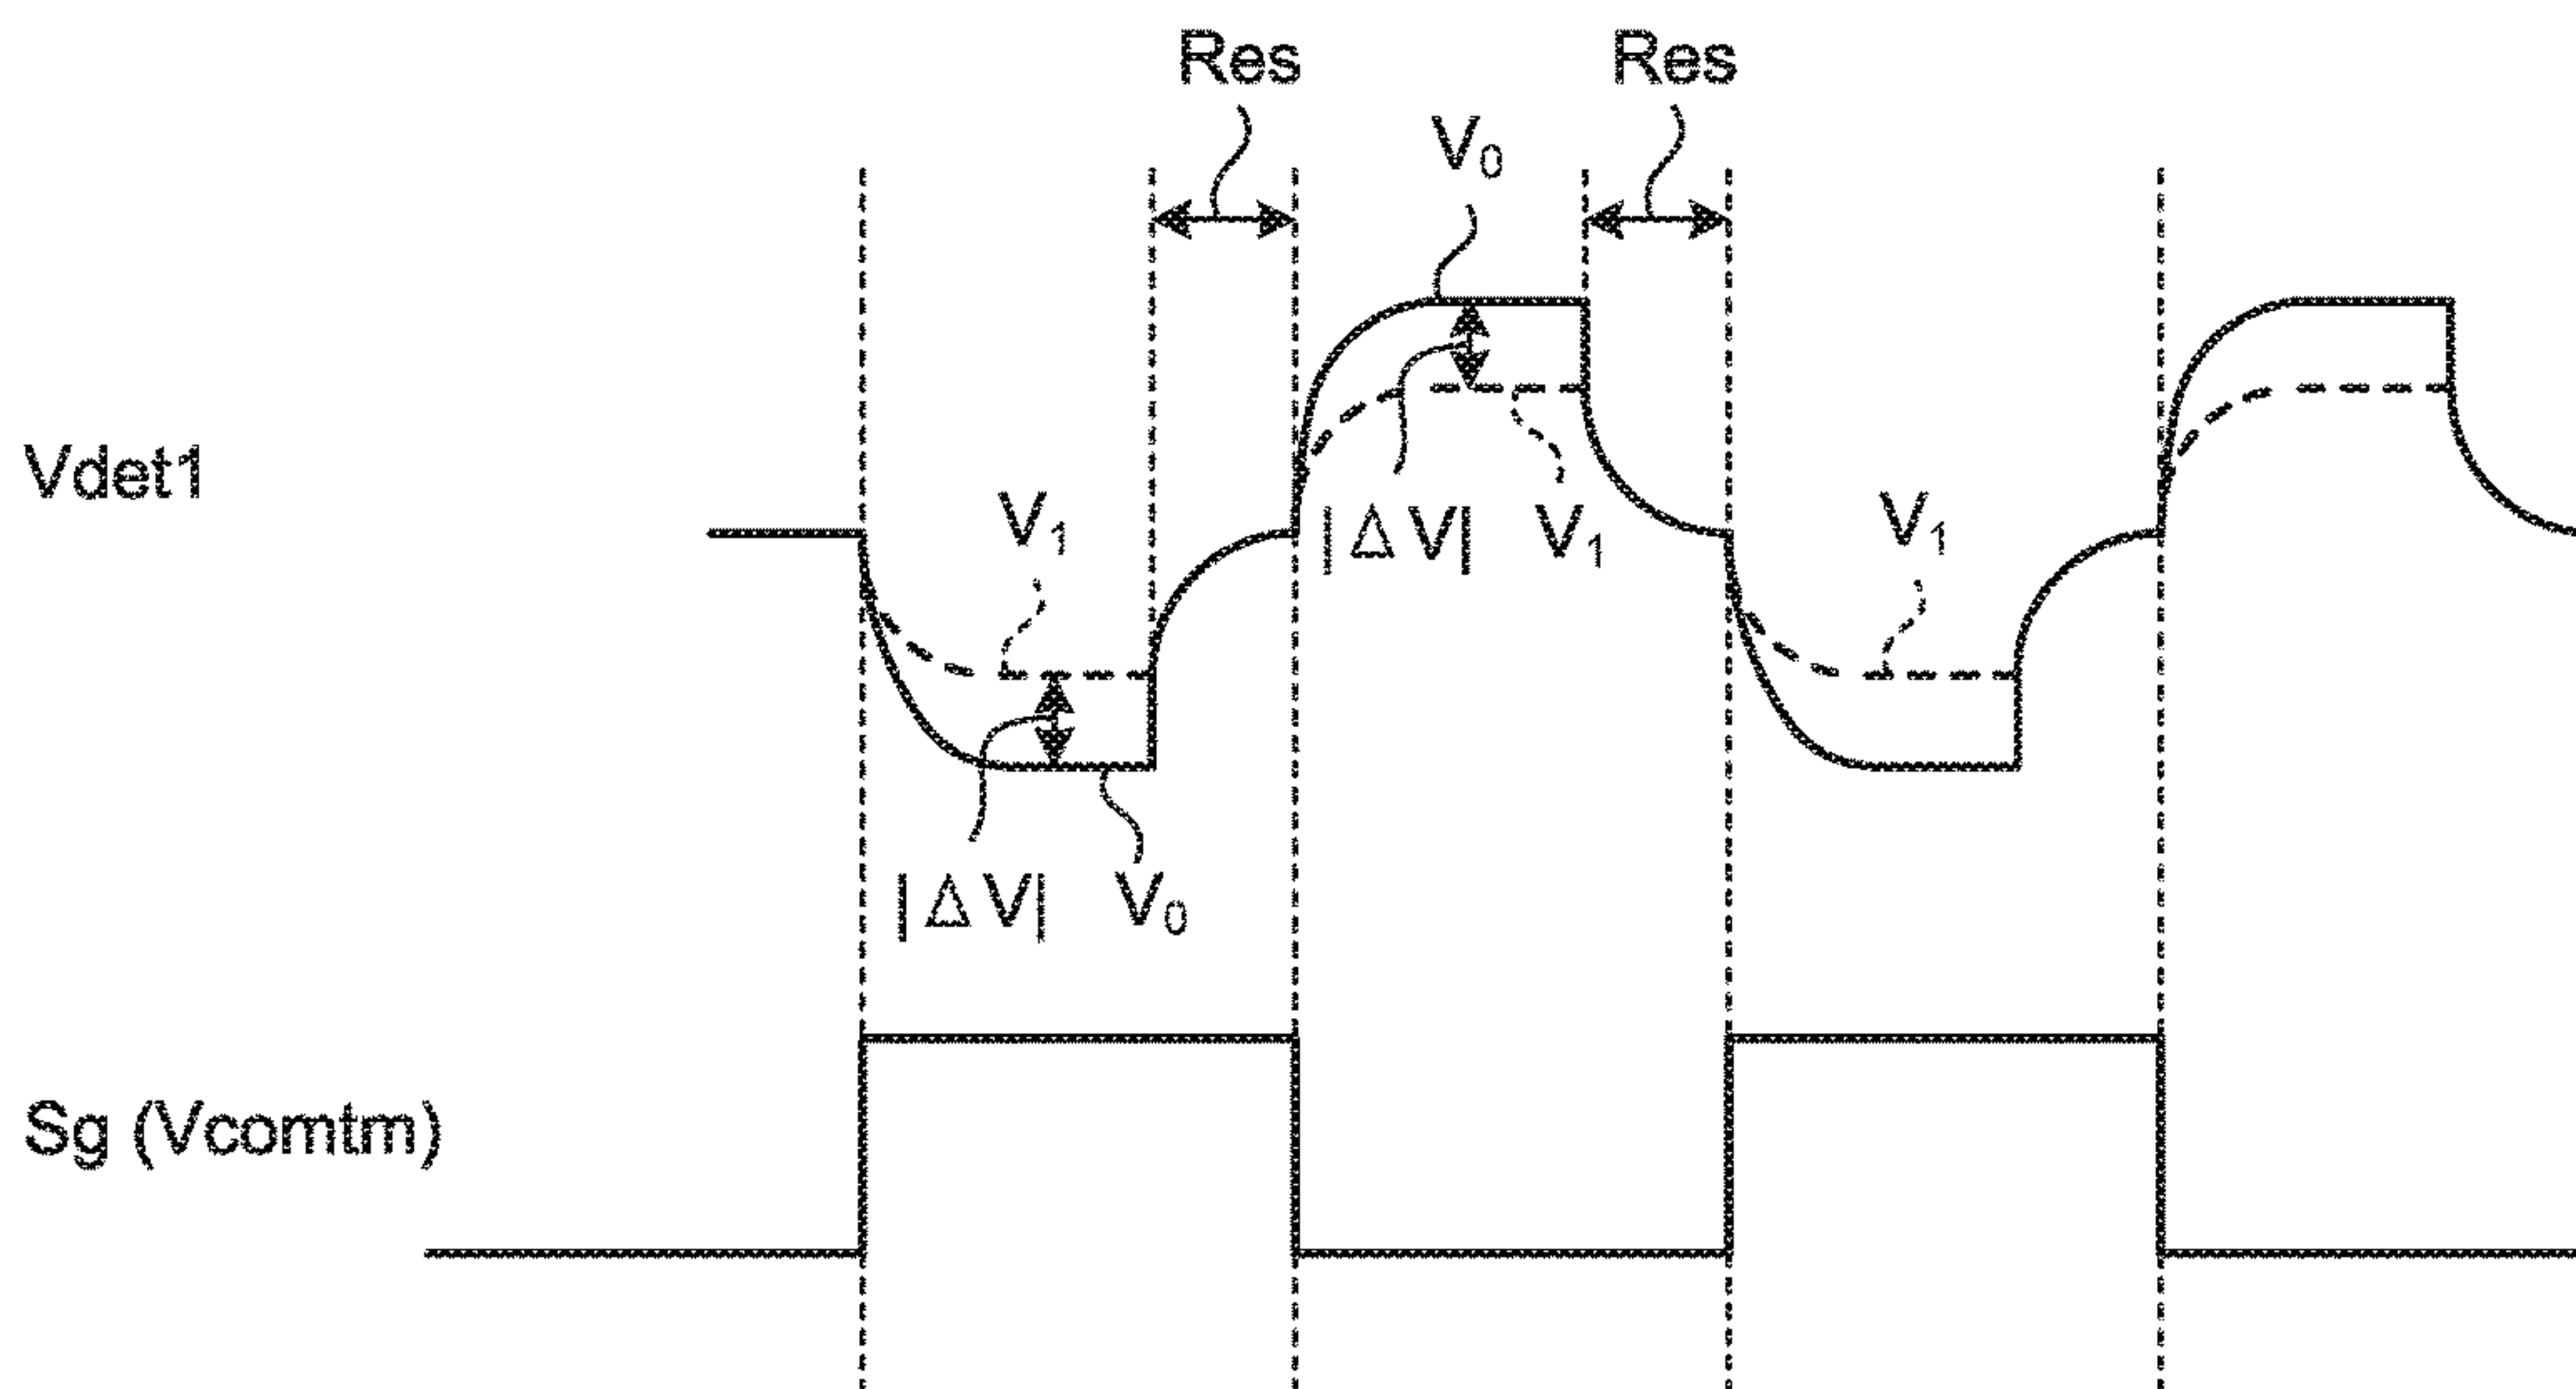 Res
Res
V₀
Vdet1
V₁
|ΔV|
V₁
V₁
|ΔV|
V₀
Sg (Vcomtm)